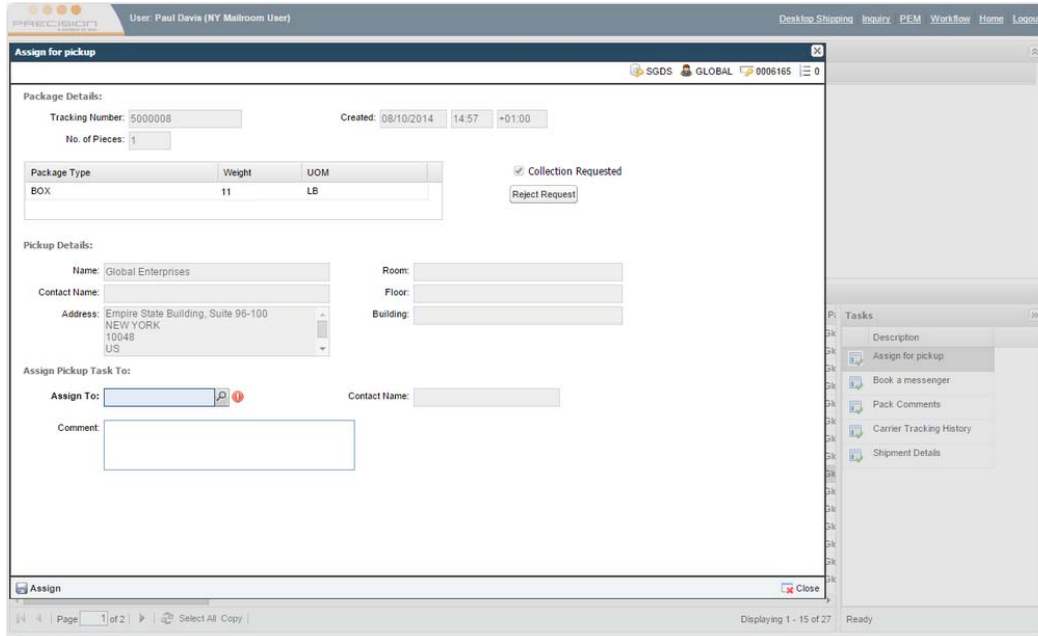 PRECISION
User: Paul Davis (NY Mailroom User)
Desktop Shipping Inquiry PEM Workflow Home Logout
Assign for pickup
SGDS GLOBAL 0006165 0
Package Details:
Tracking Number: 5000008 Created: 08/10/2014 14:57 +01:00
No. of Pieces: 1
Package Type Weight UOM
BOX 11 LB
Collection Requested
Reject Request
Pickup Details:
Name: Global Enterprises Room:
Contact Name: Floor:
Address: Empire State Building, Suite 96-100 Building:
NEW YORK
10048
US
Assign Pickup Task To:
Assign To: Contact Name:
Comment:
Assign Close
Tasks
Description
Assign for pickup
Book a messenger
Pack Comments
Carrier Tracking History
Shipment Details
Page 1 of 2 Select All Copy Displaying 1 - 15 of 27 Ready